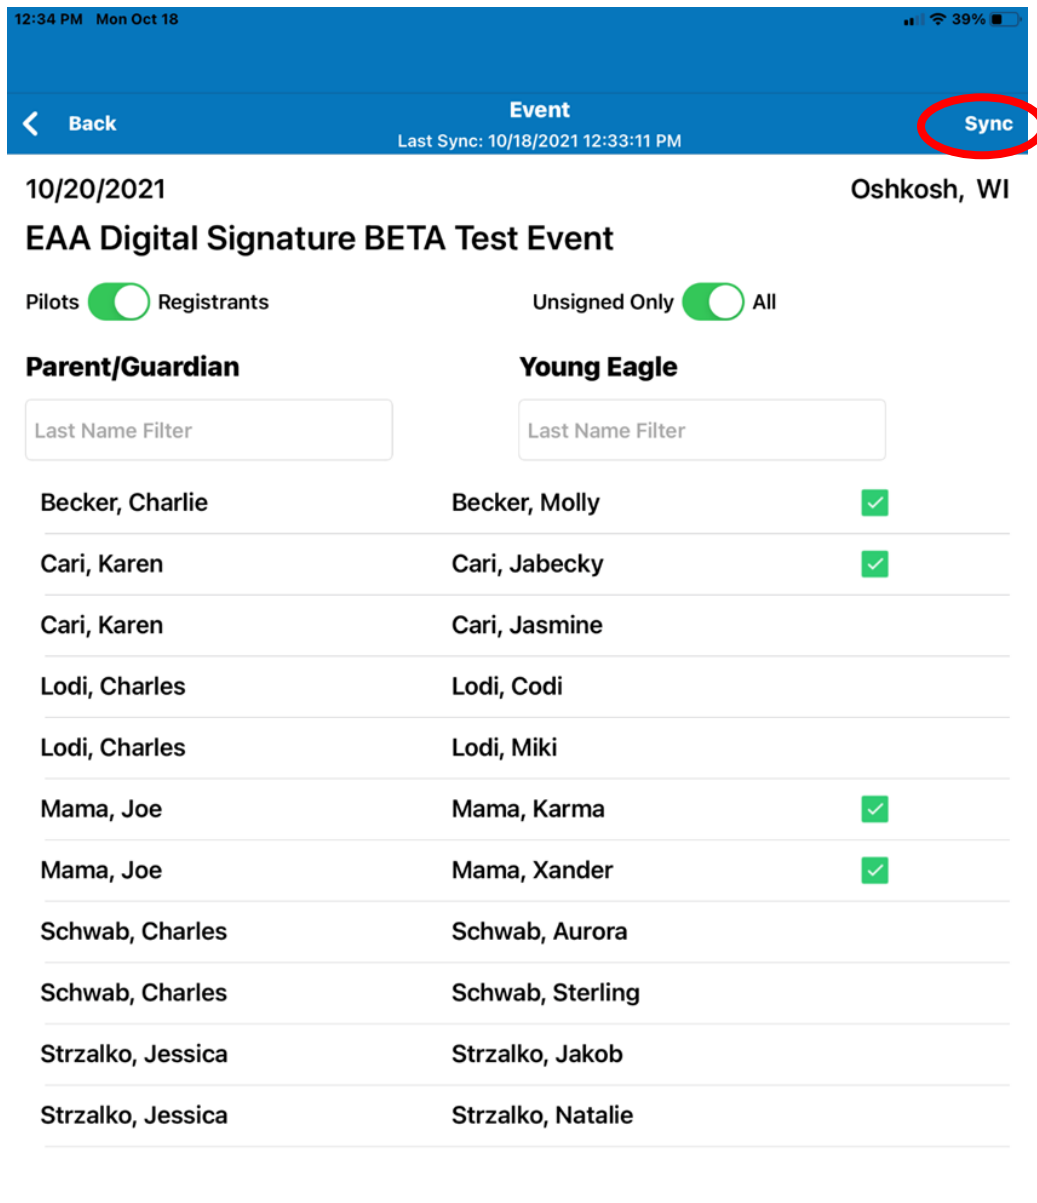 12:34 PM Mon Oct 18 39%
Back Event Sync
Last Sync: 10/18/2021 12:33:11 PM
10/20/2021 Oshkosh, WI
EAA Digital Signature BETA Test Event
Pilots Registrants Unsigned Only All
Parent/Guardian Young Eagle
Last Name Filter Last Name Filter
Becker, Charlie Becker, Molly
Cari, Karen Cari, Jabecky
Cari, Karen Cari, Jasmine
Lodi, Charles Lodi, Codi
Lodi, Charles Lodi, Miki
Mama, Joe Mama, Karma
Mama, Joe Mama, Xander
Schwab, Charles Schwab, Aurora
Schwab, Charles Schwab, Sterling
Strzalko, Jessica Strzalko, Jakob
Strzalko, Jessica Strzalko, Natalie